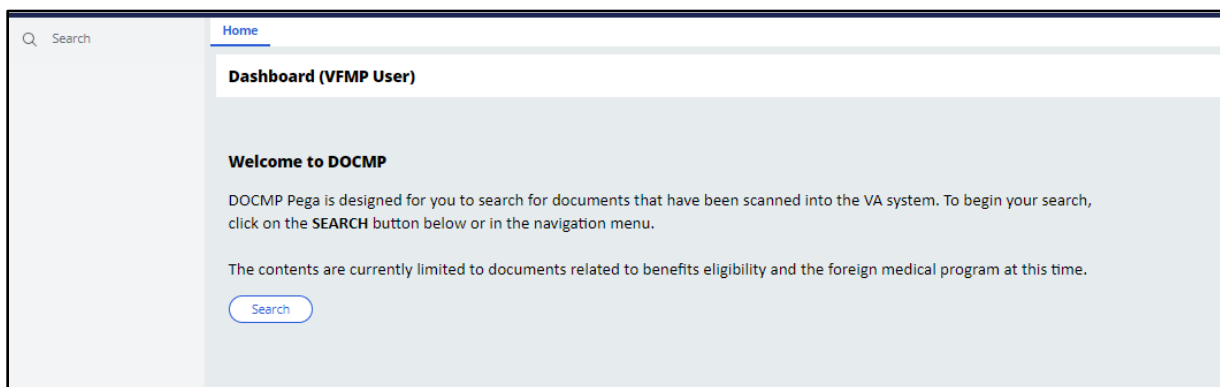 Search
Home
Dashboard (VFMP User)
Welcome to DOCMP
DOCMP Pega is designed for you to search for documents that have been scanned into the VA system. To begin your search,
click on the SEARCH button below or in the navigation menu.
The contents are currently limited to documents related to benefits eligibility and the foreign medical program at this time.
Search